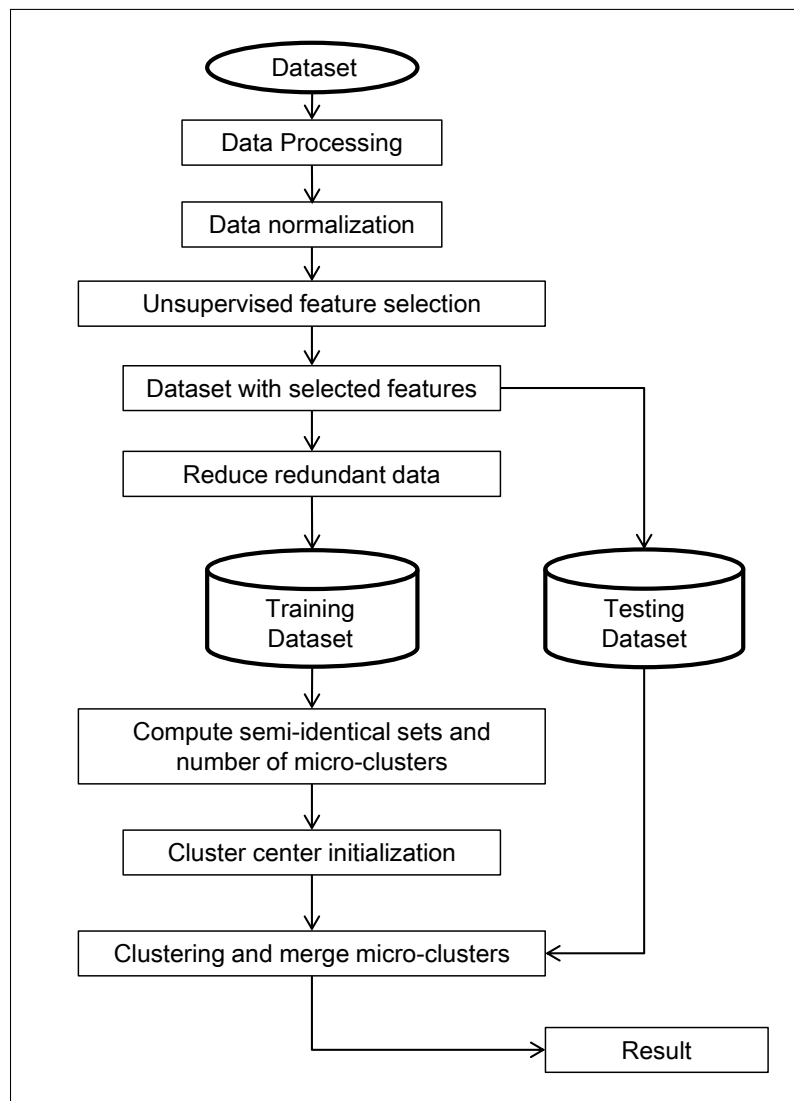 Dataset
Data Processing
Data normalization
Unsupervised feature selection
Dataset with selected features
Reduce redundant data
Training
Dataset
Testing
Dataset
Compute semi-identical sets and
number of micro-clusters
Cluster center initialization
Clustering and merge micro-clusters
Result